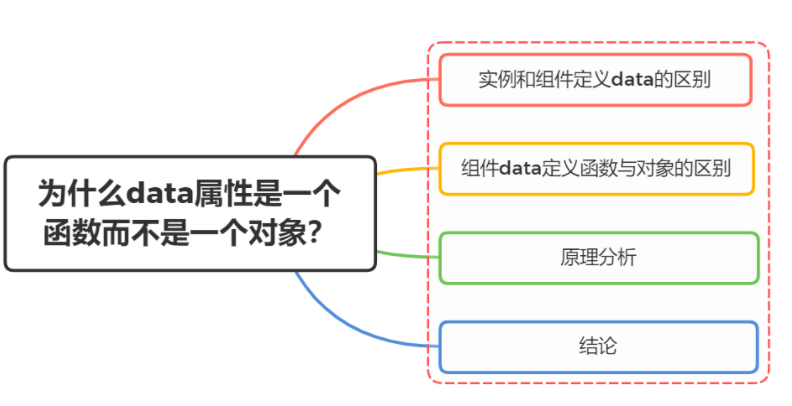 为什么data属性是一个
函数而不是一个对象？
实例和组件定义data的区别
组件data定义函数与对象的区别
原理分析
结论